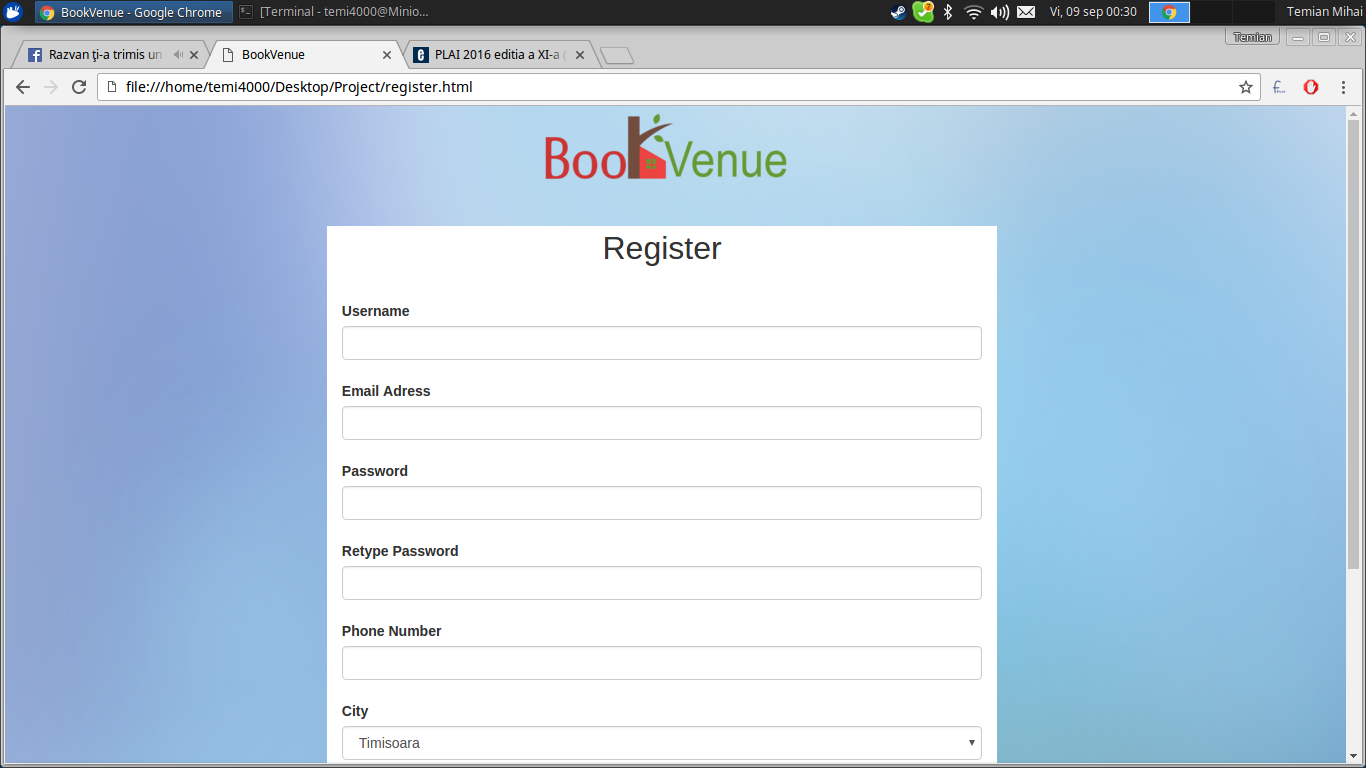 BookVenue - Google Chrome
[Terminal - temi4000@Minio...
7
Vi, 09 sep 00:30
Temian Mihai
Temian
Razvan ţi-a trimis un
BookVenue
PLAI 2016 editia a XI-a (
file:///home/temi4000/Desktop/Project/register.html
BookVenue
Register
Username
Email Adress
Password
Retype Password
Phone Number
City
Timisoara